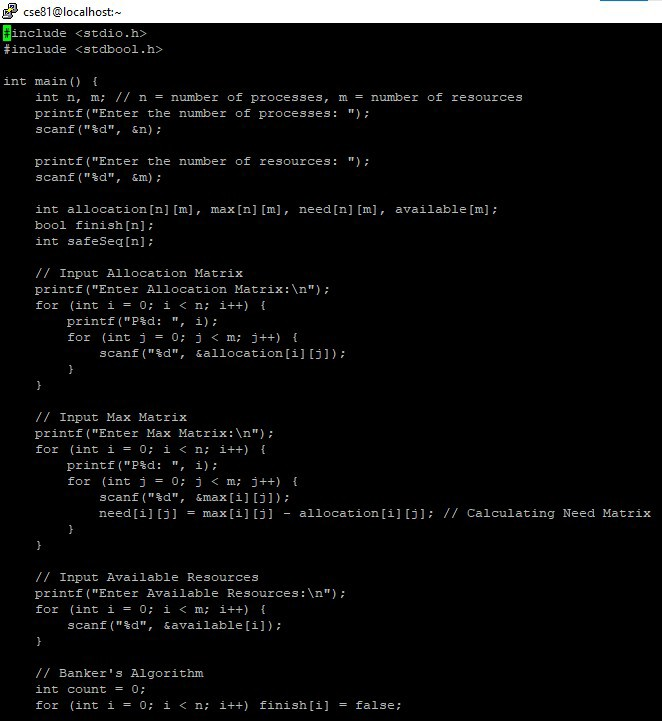 cse81@localhost:~
#include <stdio.h>
#include <stdbool.h>

int main() {
    int n, m; // n = number of processes, m = number of resources
    printf("Enter the number of processes: ");
    scanf("%d", &n);

    printf("Enter the number of resources: ");
    scanf("%d", &m);

    int allocation[n][m], max[n][m], need[n][m], available[m];
    bool finish[n];
    int safeSeq[n];

    // Input Allocation Matrix
    printf("Enter Allocation Matrix:\n");
    for (int i = 0; i < n; i++) {
        printf("P%d: ", i);
        for (int j = 0; j < m; j++) {
            scanf("%d", &allocation[i][j]);
        }
    }

    // Input Max Matrix
    printf("Enter Max Matrix:\n");
    for (int i = 0; i < n; i++) {
        printf("P%d: ", i);
        for (int j = 0; j < m; j++) {
            scanf("%d", &max[i][j]);
            need[i][j] = max[i][j] - allocation[i][j]; // Calculating Need Matrix
        }
    }

    // Input Available Resources
    printf("Enter Available Resources:\n");
    for (int i = 0; i < m; i++) {
        scanf("%d", &available[i]);
    }

    // Banker's Algorithm
    int count = 0;
    for (int i = 0; i < n; i++) finish[i] = false;